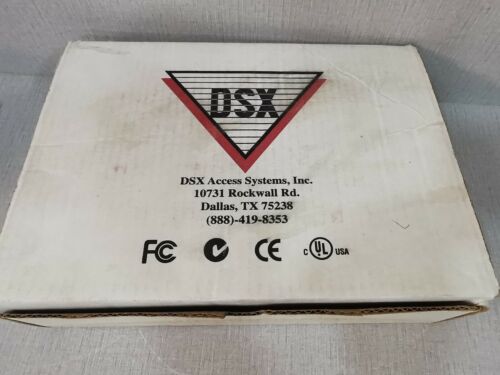 DSX
DSX Access Systems, Inc.
10731 Rockwall Rd.
Dallas, TX 75238
(888)-419-8353
FC CE C UL USA